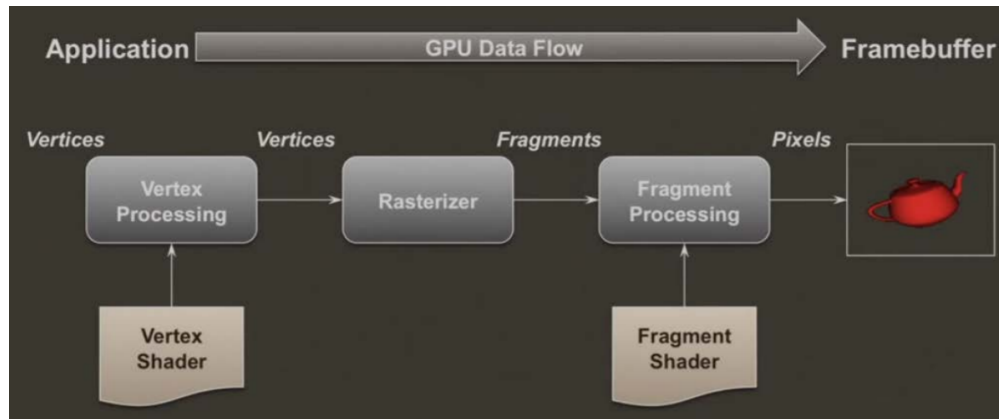 Application
GPU Data Flow
Framebuffer
Vertices
Vertices
Fragments
Pixels
Vertex
Processing
Rasterizer
Fragment
Processing
Vertex
Shader
Fragment
Shader